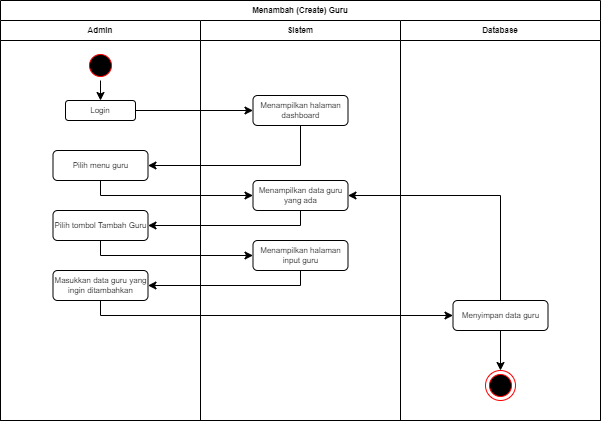 Menambah (Create) Guru
Admin
Sistem
Database
Login
Menampilkan halaman
dashboard
Pilih menu guru
Menampilkan data guru
yang ada
Pilih tombol Tambah Guru
Menampilkan halaman
input guru
Masukkan data guru yang
ingin ditambahkan
Menyimpan data guru